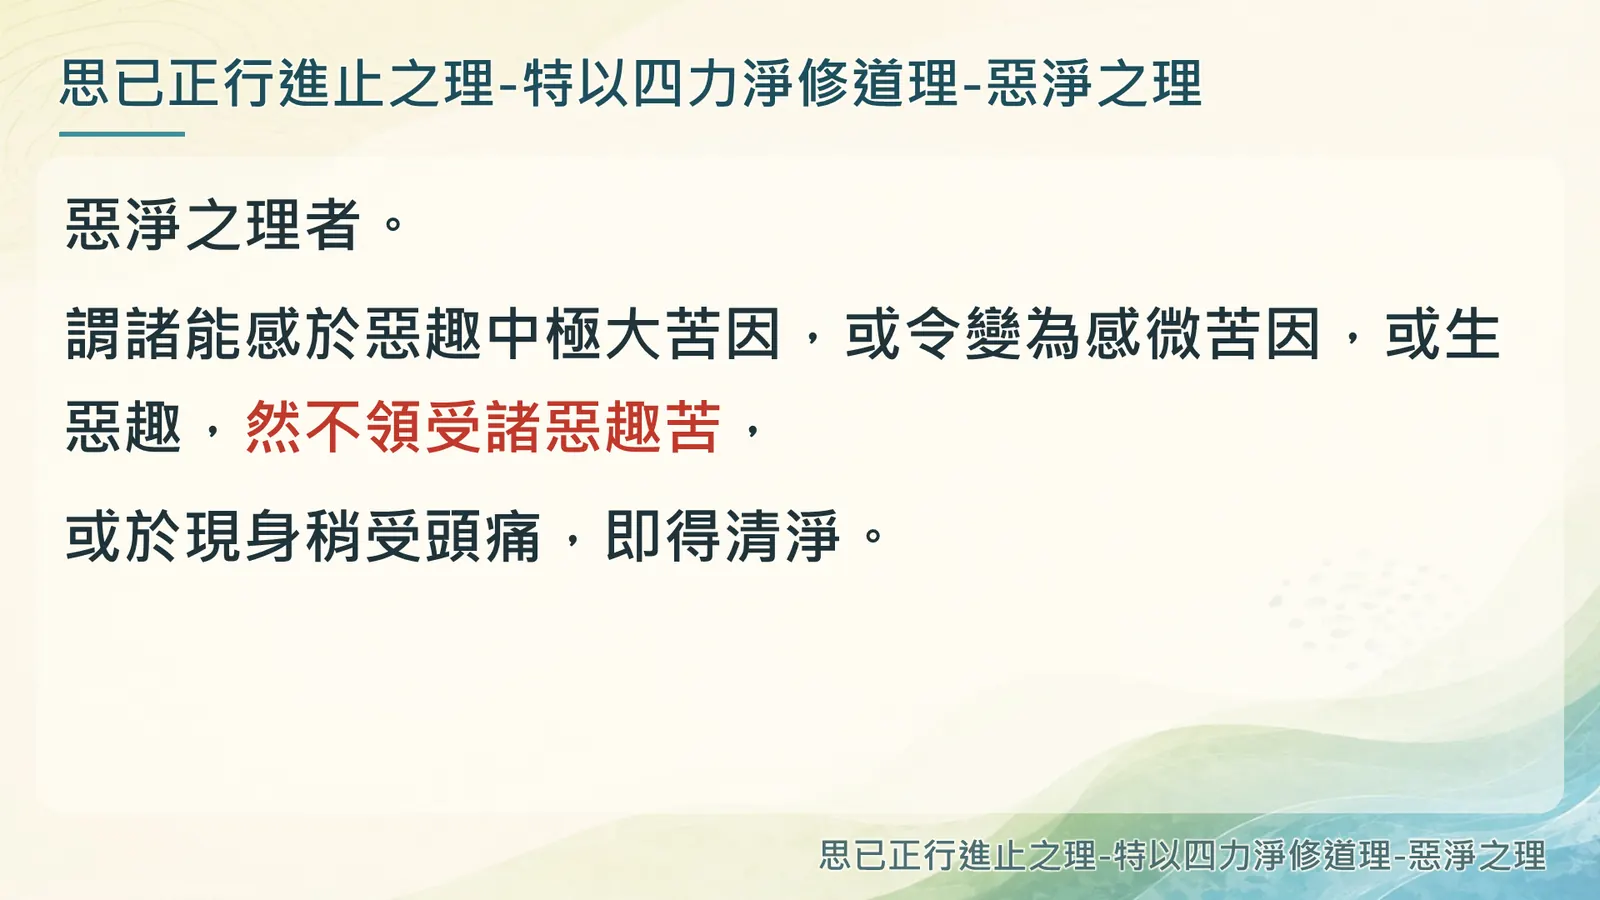 思已正行進止之理-特以四力淨修道理-惡淨之理
惡淨之理者。
謂諸能感於惡趣中極大苦因，或令變為感微苦因，或生
惡趣，然不領受諸惡趣苦，
或於現身稍受頭痛，即得清淨。
思已正行進止之理-特以四力淨修道理-惡淨之理